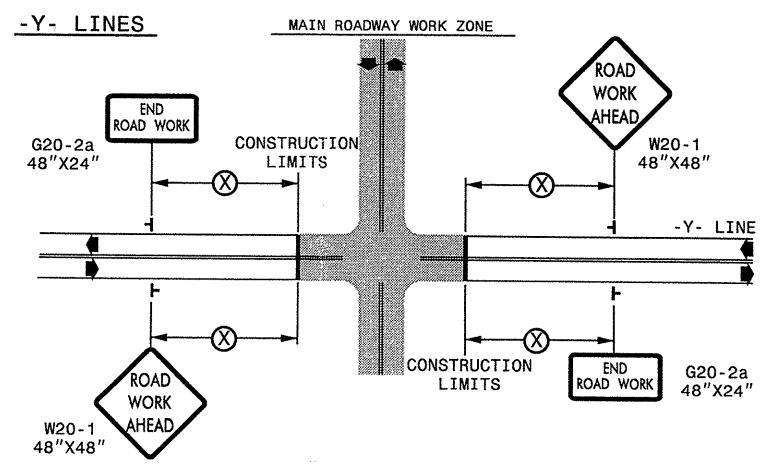 -Y- LINES
MAIN ROADWAY WORK ZONE
END
ROAD WORK
G20-2a
48"X24"
CONSTRUCTION
LIMITS
X
X
ROAD
WORK
AHEAD
W20-1
48"X48"
-Y- LINE
X
X
ROAD
WORK
AHEAD
W20-1
48"X48"
CONSTRUCTION
LIMITS
END
ROAD WORK
G20-2a
48"X24"